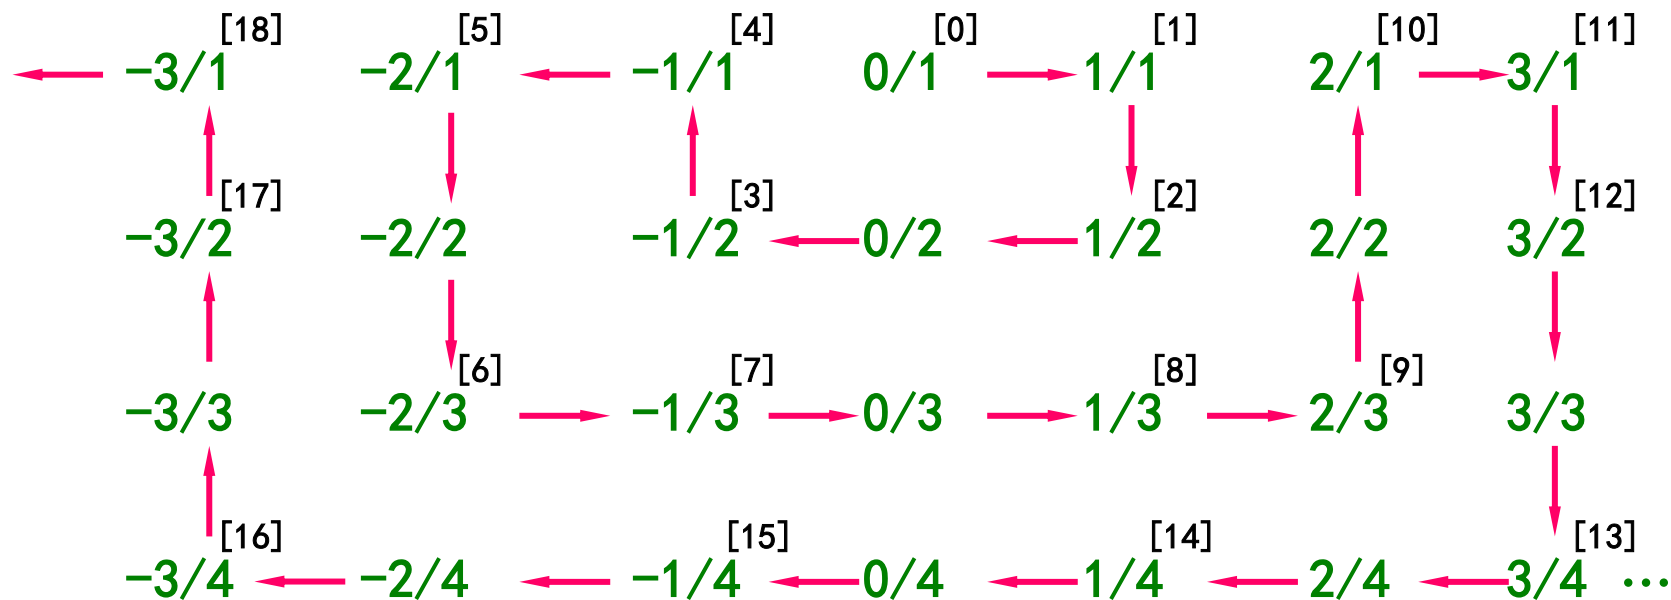 [18] [5] [4] [0] [1] [10] [11]
−3/1 −2/1 −1/1 0/1 1/1 2/1 3/1
[17] [3] [2] [12]
−3/2 −2/2 −1/2 0/2 1/2 2/2 3/2
[6] [7] [8] [9]
−3/3 −2/3 −1/3 0/3 1/3 2/3 3/3
[16] [15] [14] [13]
−3/4 −2/4 −1/4 0/4 1/4 2/4 3/4 ...